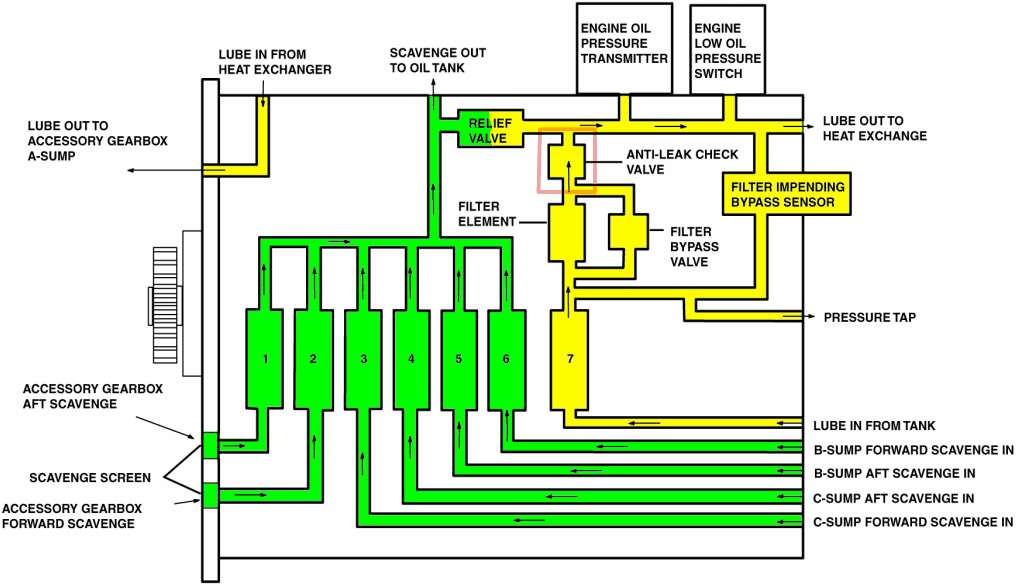 ENGINE OIL
PRESSURE
TRANSMITTER
ENGINE
LOW OIL
PRESSURE
SWITCH
LUBE IN FROM
HEAT EXCHANGER
SCAVENGE OUT
TO OIL TANK
LUBE OUT TO
ACCESSORY GEARBOX
A-SUMP
RELIEF
VALVE
LUBE OUT TO
HEAT EXCHANGE
ANTI-LEAK CHECK
VALVE
FILTER IMPENDING
BYPASS SENSOR
FILTER
ELEMENT
FILTER
BYPASS
VALVE
PRESSURE TAP
1
2
3
4
5
6
7
ACCESSORY GEARBOX
AFT SCAVENGE
SCAVENGE SCREEN
ACCESSORY GEARBOX
FORWARD SCAVENGE
LUBE IN FROM TANK
B-SUMP FORWARD SCAVENGE IN
B-SUMP AFT SCAVENGE IN
C-SUMP AFT SCAVENGE IN
C-SUMP FORWARD SCAVENGE IN